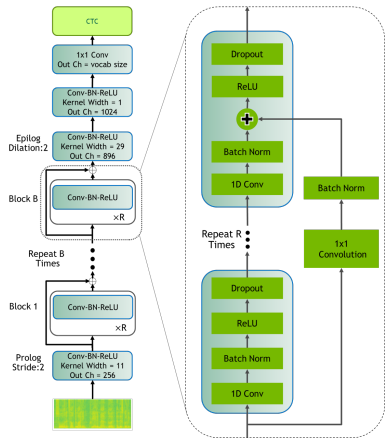 CTC
1x1 Conv
Out Ch = vocab size
Conv-BN-ReLU
Kernel Width = 1
Out Ch = 1024
Epilog
Dilation:2
Conv-BN-ReLU
Kernel Width = 29
Out Ch = 896
Block B
Conv-BN-ReLU
×R
Repeat B
Times
Block 1
Conv-BN-ReLU
×R
Prolog
Stride:2
Conv-BN-ReLU
Kernel Width = 11
Out Ch = 256
Dropout
ReLU
+
Batch Norm
1D Conv
Batch Norm
Repeat R
Times
1x1
Convolution
Dropout
ReLU
Batch Norm
1D Conv